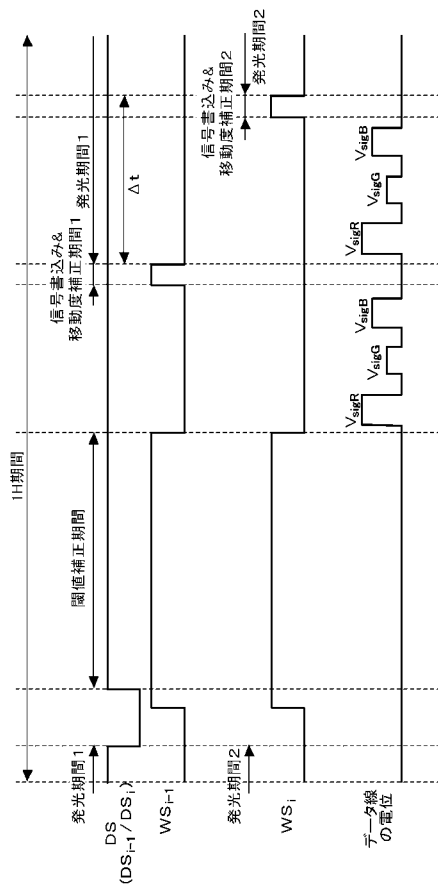 1H期間
発光期間1
閾値補正期間
信号書込み&
移動度補正期間1
発光期間1
Δt
DS
(DSi-1/DSi)
WSi-1
発光期間2
信号書込み&
移動度補正期間2
発光期間2
WSi
データ線
の電位
VsigR
VsigG
VsigB
VsigR
VsigG
VsigB